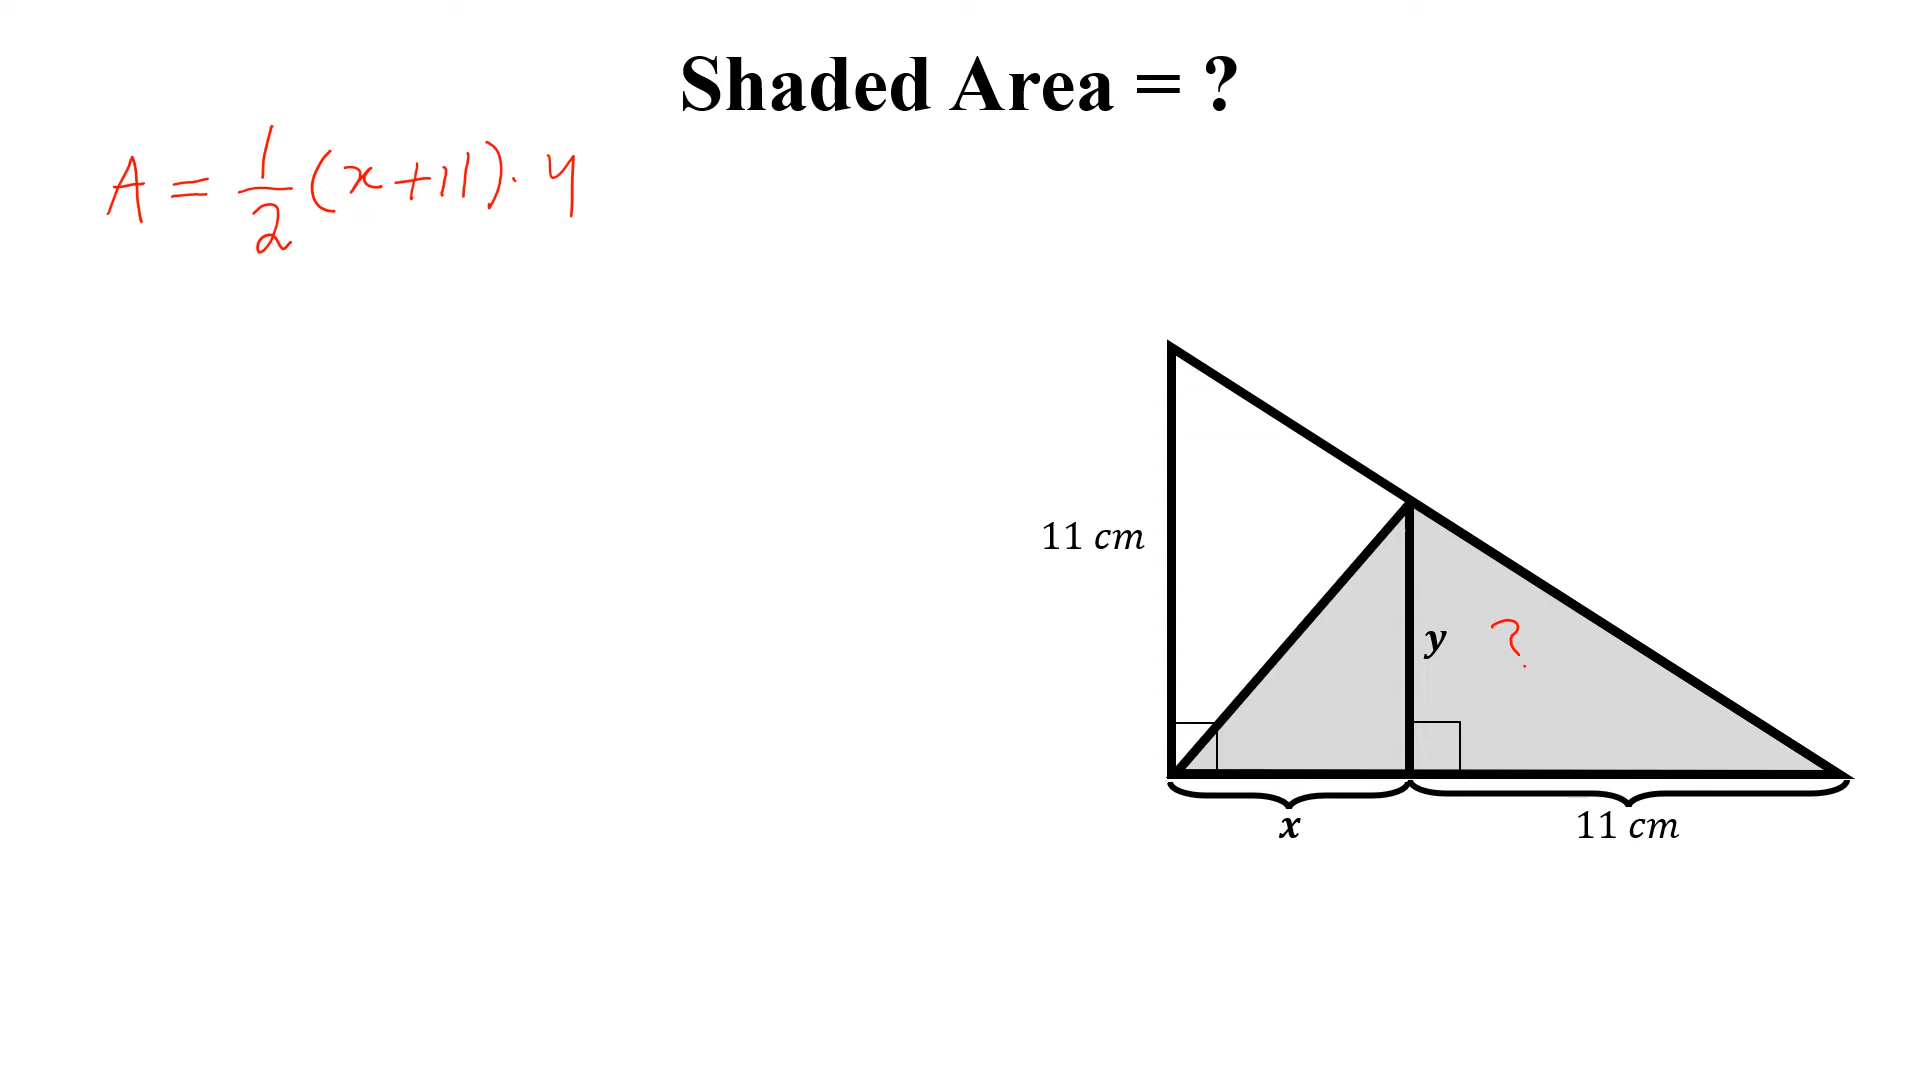 Shaded Area = ?
A = 1/2 (x+11) · y
11 cm
y ?
x
11 cm